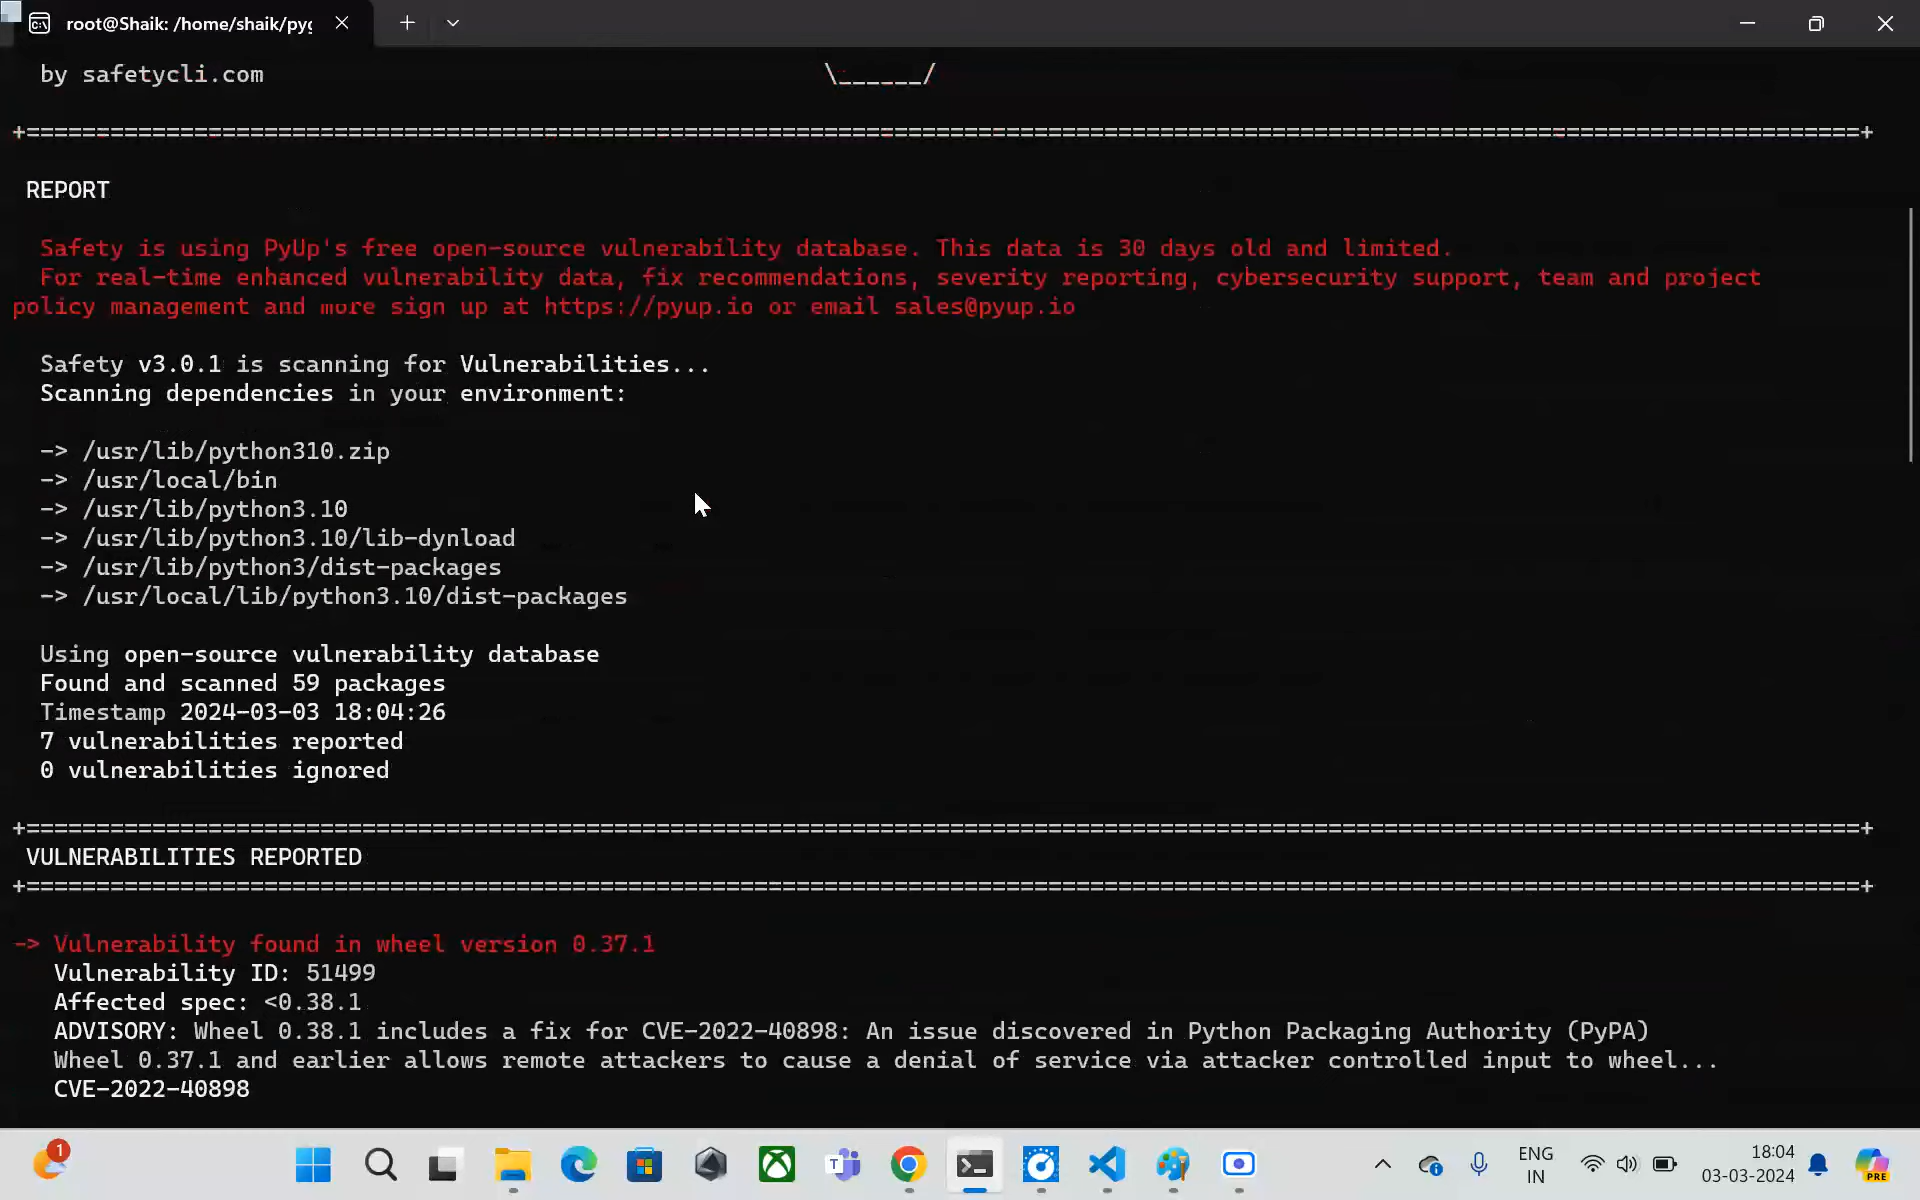 root@Shaik: /home/shaik/pyg
by safetycli.com
\______/
+===================================================================================================================================+
REPORT
Safety is using PyUp's free open-source vulnerability database. This data is 30 days old and limited.
For real-time enhanced vulnerability data, fix recommendations, severity reporting, cybersecurity support, team and project
policy management and more sign up at https://pyup.io or email sales@pyup.io
Safety v3.0.1 is scanning for Vulnerabilities...
Scanning dependencies in your environment:
-> /usr/lib/python310.zip
-> /usr/local/bin
-> /usr/lib/python3.10
-> /usr/lib/python3.10/lib-dynload
-> /usr/lib/python3/dist-packages
-> /usr/local/lib/python3.10/dist-packages
Using open-source vulnerability database
Found and scanned 59 packages
Timestamp 2024-03-03 18:04:26
7 vulnerabilities reported
0 vulnerabilities ignored
+===================================================================================================================================+
VULNERABILITIES REPORTED
+===================================================================================================================================+
-> Vulnerability found in wheel version 0.37.1
Vulnerability ID: 51499
Affected spec: <0.38.1
ADVISORY: Wheel 0.38.1 includes a fix for CVE-2022-40898: An issue discovered in Python Packaging Authority (PyPA)
Wheel 0.37.1 and earlier allows remote attackers to cause a denial of service via attacker controlled input to wheel...
CVE-2022-40898
1
ENG
IN
18:04
03-03-2024
PRE